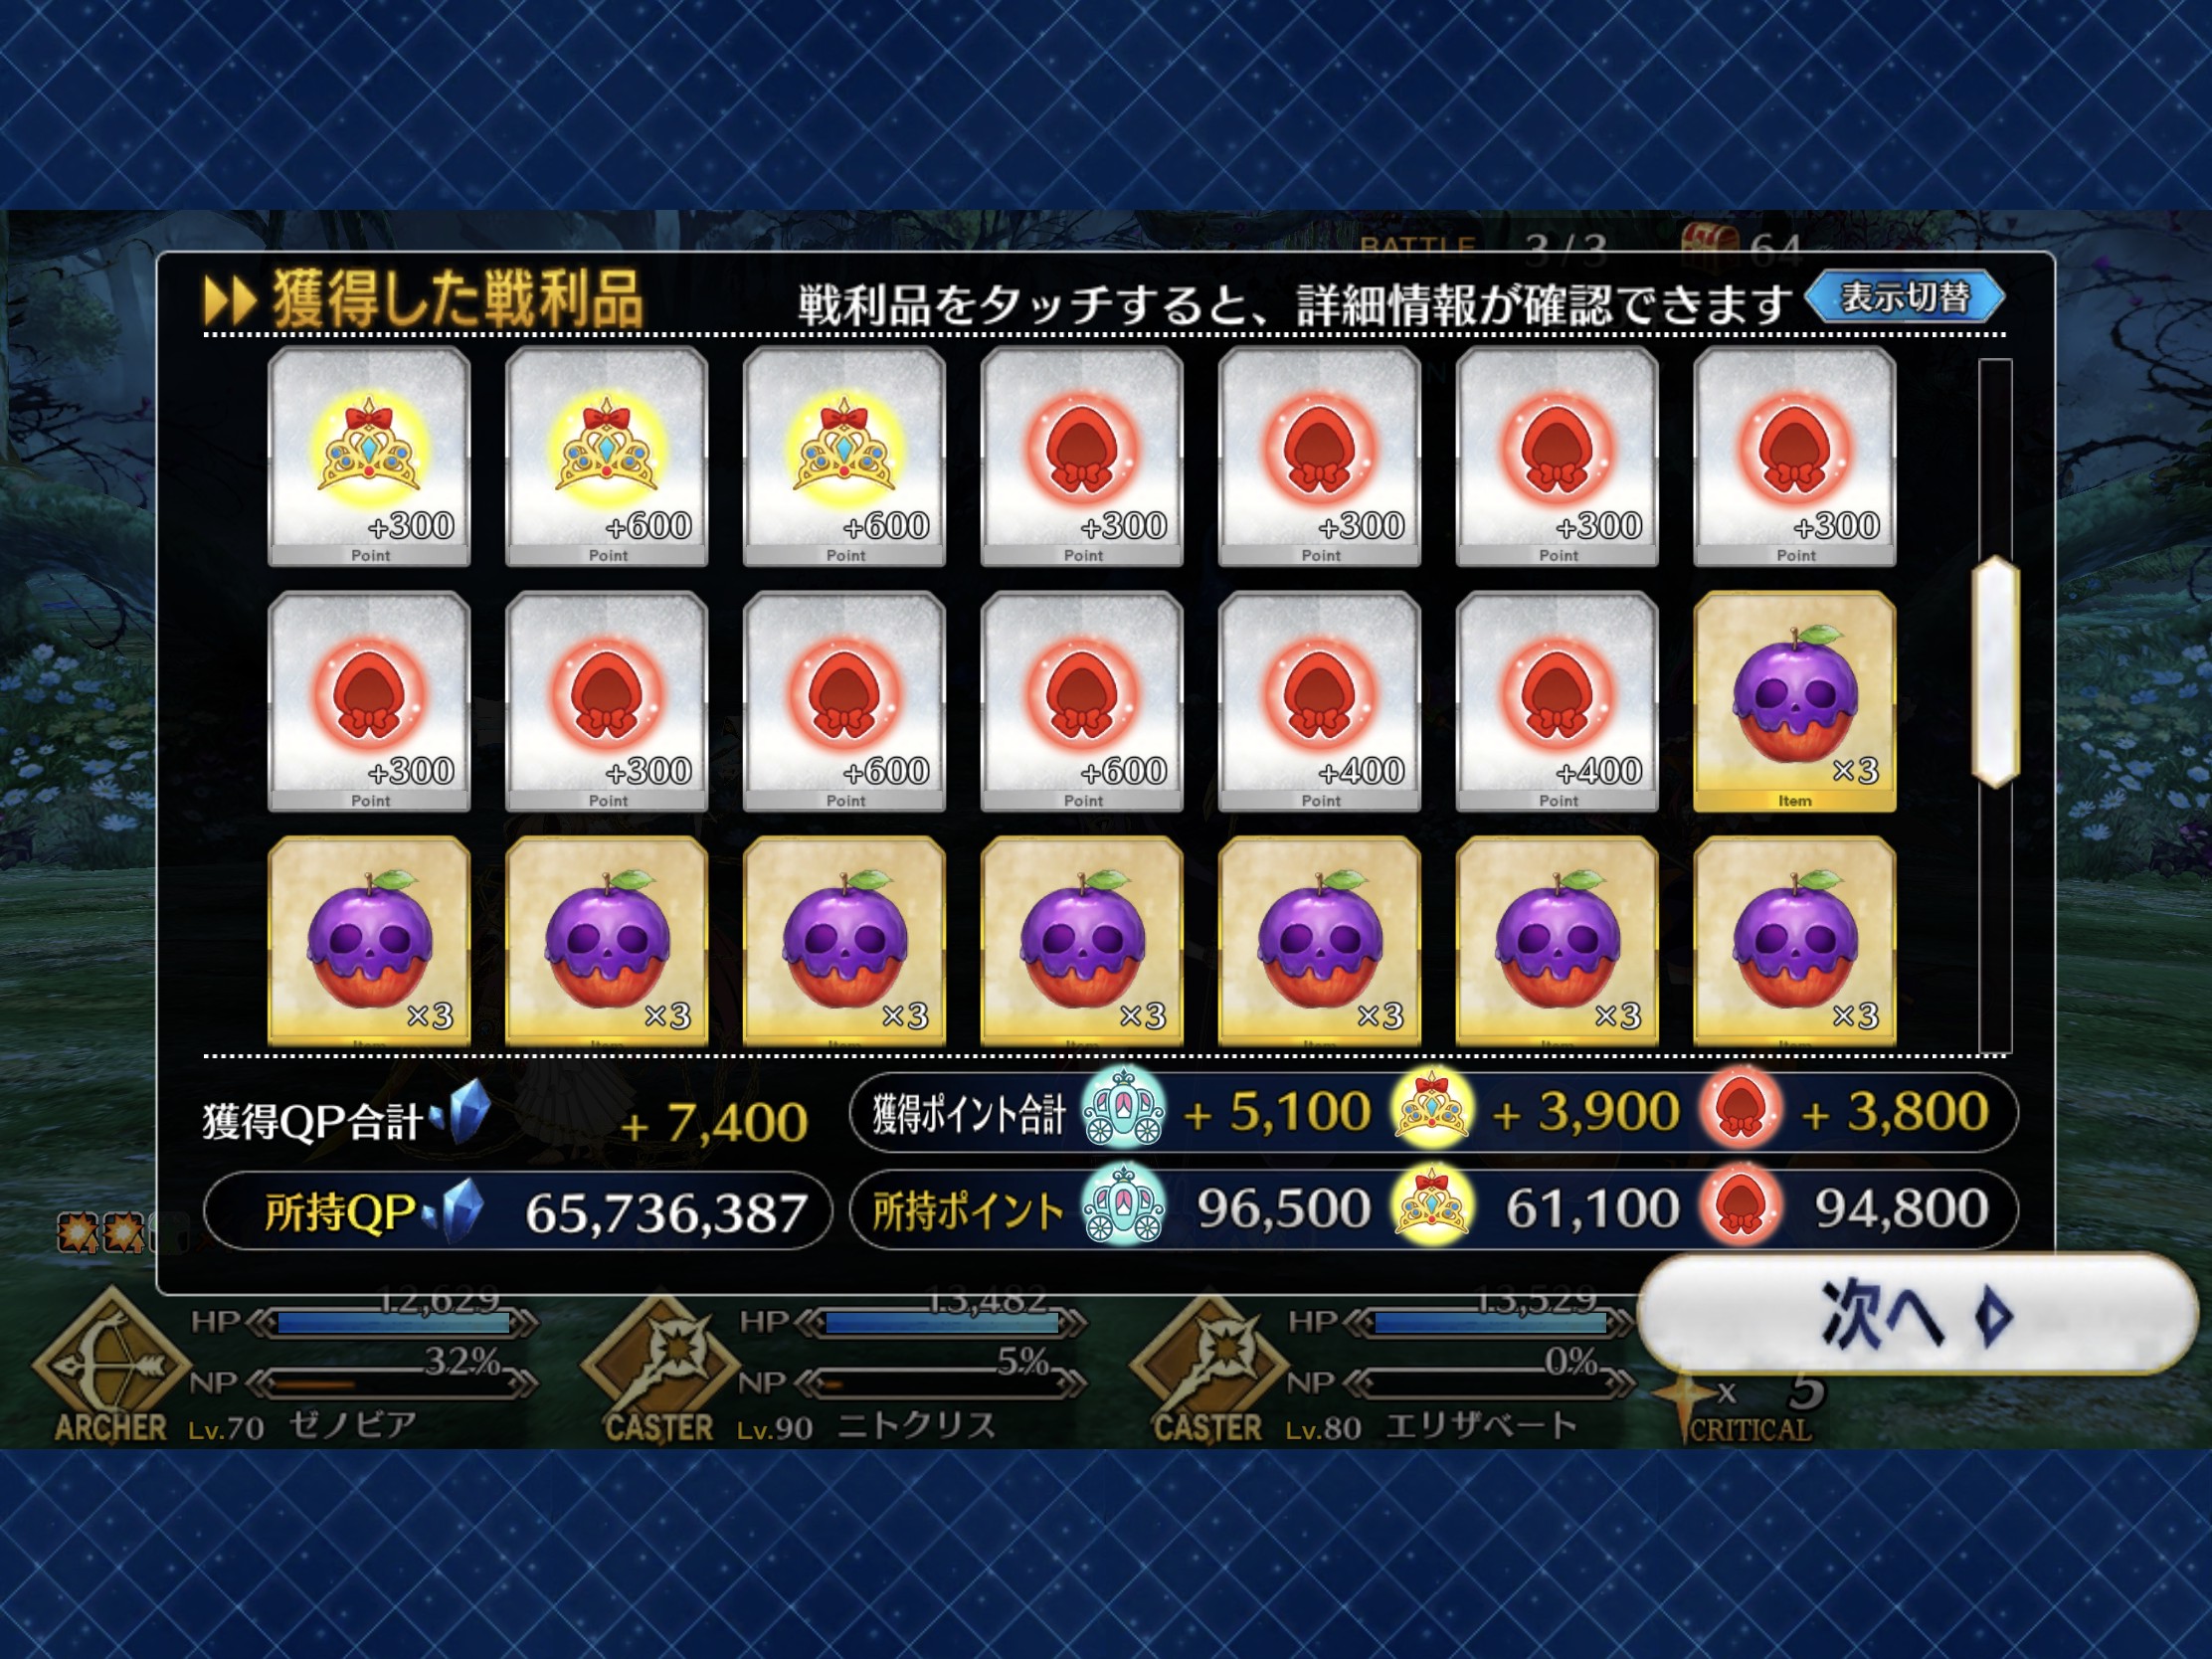 BATTLE 3/3 64
獲得した戦利品 戦利品をタッチすると、詳細情報が確認できます 表示切替
+300 +600 +600 +300 +300 +300 +300
Point Point Point Point Point Point Point
+300 +300 +600 +600 +400 +400 ×3
Point Point Point Point Point Point Item
×3 ×3 ×3 ×3 ×3 ×3 ×3
Item Item Item Item Item Item Item
獲得QP合計 + 7,400 獲得ポイント合計 + 5,100 + 3,900 + 3,800
所持QP 65,736,387 所持ポイント 96,500 61,100 94,800
次へ
HP 12,629 HP 13,482 HP 13,529
NP 32% NP 5% NP 0% x 5
ARCHER Lv.70 ゼノビア CASTER Lv.90 ニトクリス CASTER Lv.80 エリザベート CRITICAL